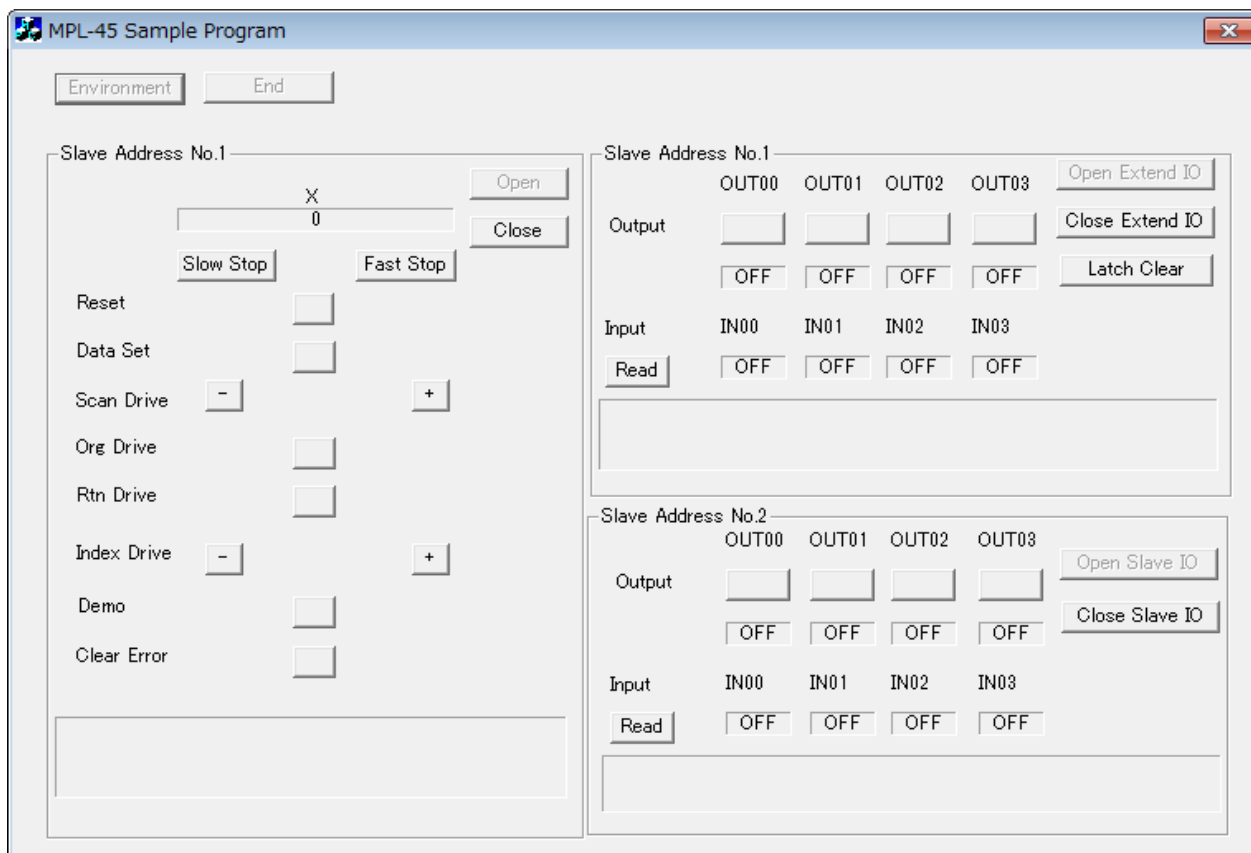 MPL-45 Sample Program
Environment
End
Slave Address No.1
Open
X
0
Close
Slow Stop
Fast Stop
Reset
Data Set
Scan Drive
-
+
Org Drive
Rtn Drive
Index Drive
-
+
Demo
Clear Error
Slave Address No.1
OUT00 OUT01 OUT02 OUT03
Open Extend IO
Output
Close Extend IO
OFF OFF OFF OFF
Latch Clear
Input IN00 IN01 IN02 IN03
Read OFF OFF OFF OFF
Slave Address No.2
OUT00 OUT01 OUT02 OUT03
Open Slave IO
Output
Close Slave IO
OFF OFF OFF OFF
Input IN00 IN01 IN02 IN03
Read OFF OFF OFF OFF